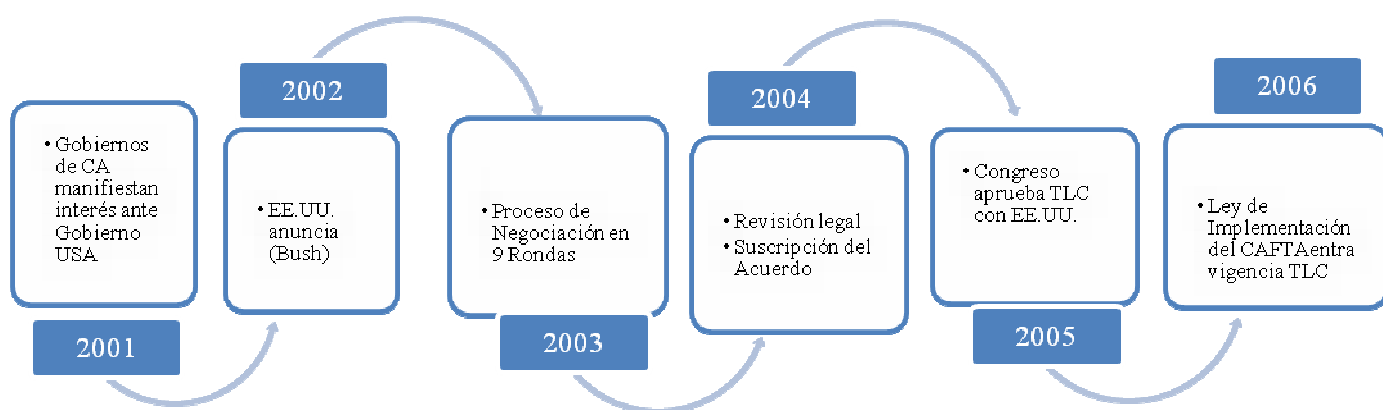 • Gobiernos
de CA
manifiestan
interés ante
Gobierno
USA
2001
2002
• EE.UU.
anuncia
(Bush)
• Proceso de
Negociación en
9 Rondas
2003
2004
• Revisión legal
• Suscripción del
Acuerdo
• Congreso
aprueba TLC
con EE.UU.
2005
2006
• Ley de
Implementación
del CAFTAentra
vigencia TLC